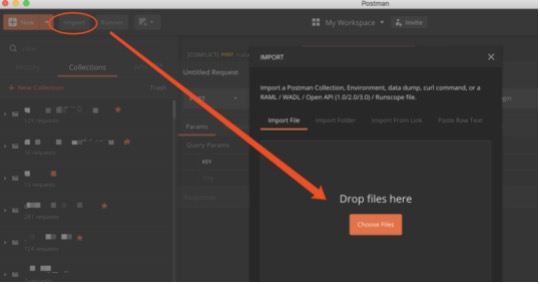 Postman
New
Import
Runner
My Workspace
Invite
Collections
New Collection
Trash
Untitled Request
POST
Params
Query Params
KEY
IMPORT
Import a Postman Collection, Environment, data dump, curl command, or a
RAML / WADL / Open API (1.0/2.0/3.0) / Runscope file.
Import File
Import Folder
Import From Link
Paste Raw Text
Drop files here
Choose Files